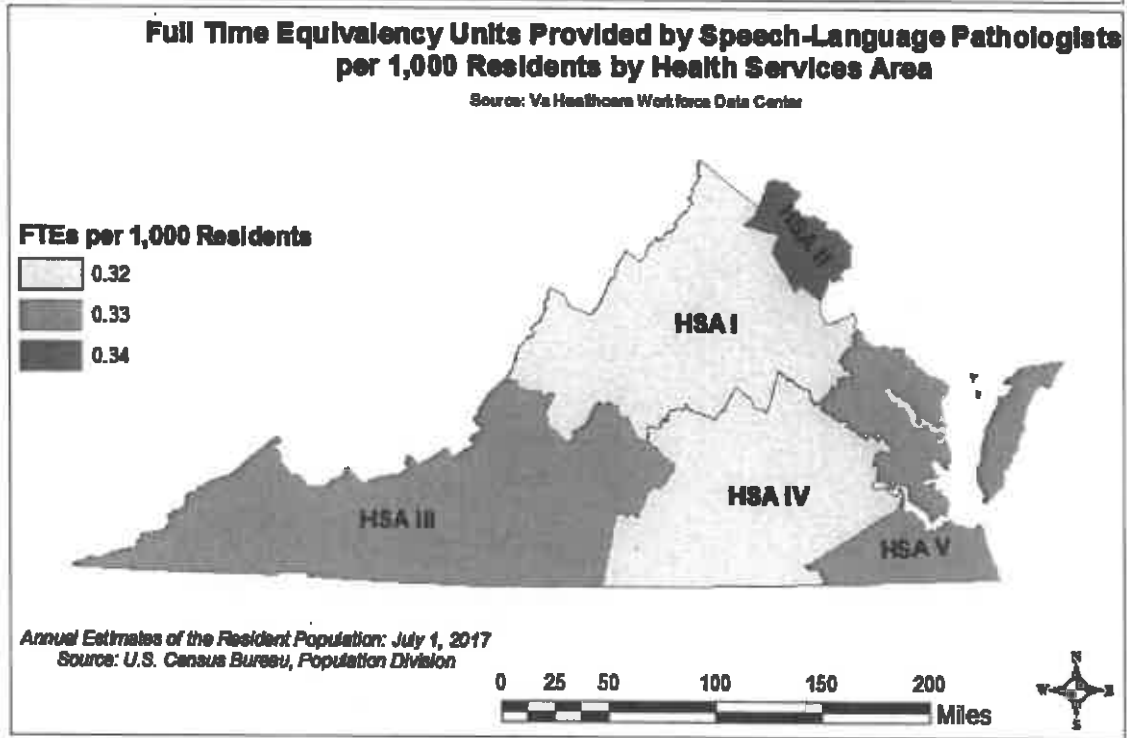 Full Time Equivalency Units Provided by Speech-Language Pathologists
per 1,000 Residents by Health Services Area
Source: Va Healthcare Workforce Data Center
FTEs per 1,000 Residents
0.32
0.33
0.34
HSA II
HSA I
HSA IV
HSA III
HSA V
Annual Estimates of the Resident Population: July 1, 2017
Source: U.S. Census Bureau, Population Division
0 25 50 100 150 200
Miles
N
W E
S